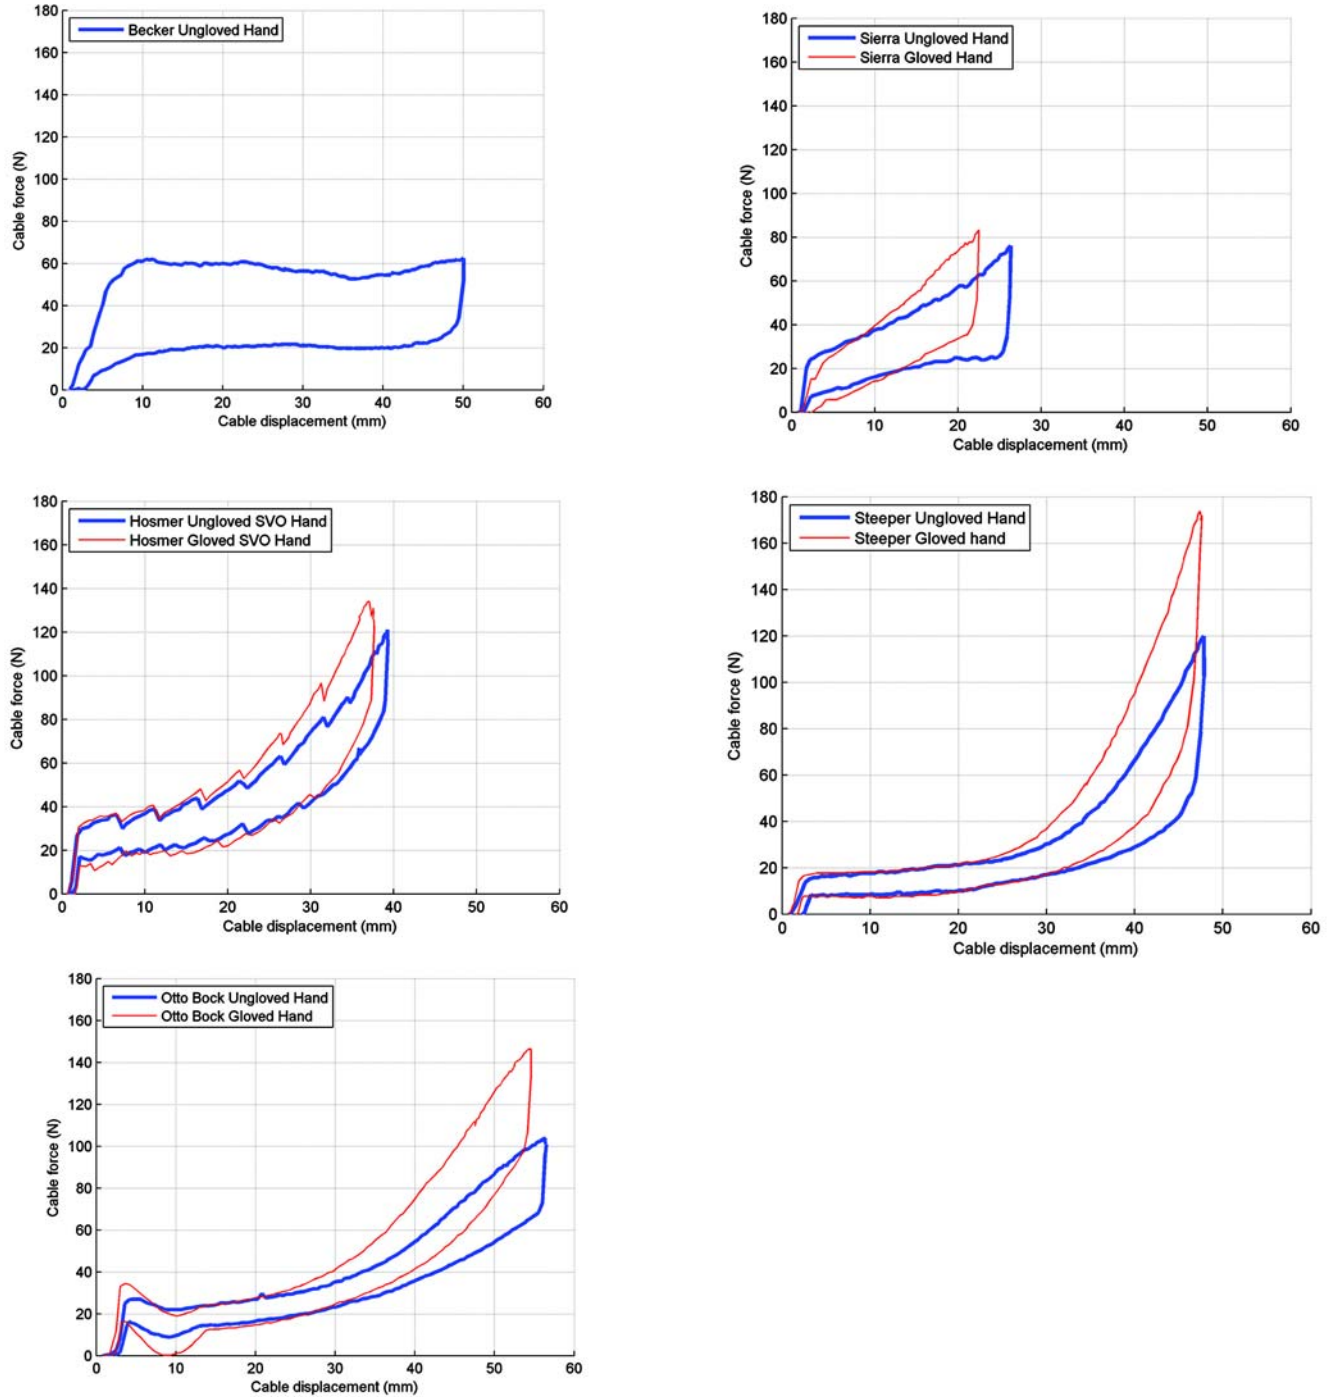 180
160
140
120
100
80
60
40
20
0
Cable force (N)
Becker Ungloved Hand
0 10 20 30 40 50 60
Cable displacement (mm)
180
160
140
120
100
80
60
40
20
0
Cable force (N)
Sierra Ungloved Hand
Sierra Gloved Hand
0 10 20 30 40 50 60
Cable displacement (mm)
180
160
140
120
100
80
60
40
20
0
Cable force (N)
Hosmer Ungloved SVO Hand
Hosmer Gloved SVO Hand
0 10 20 30 40 50 60
Cable displacement (mm)
180
160
140
120
100
80
60
40
20
0
Cable force (N)
Steeper Ungloved Hand
Steeper Gloved hand
0 10 20 30 40 50 60
Cable displacement (mm)
180
160
140
120
100
80
60
40
20
0
Cable force (N)
Otto Bock Ungloved Hand
Otto Bock Gloved Hand
0 10 20 30 40 50 60
Cable displacement (mm)